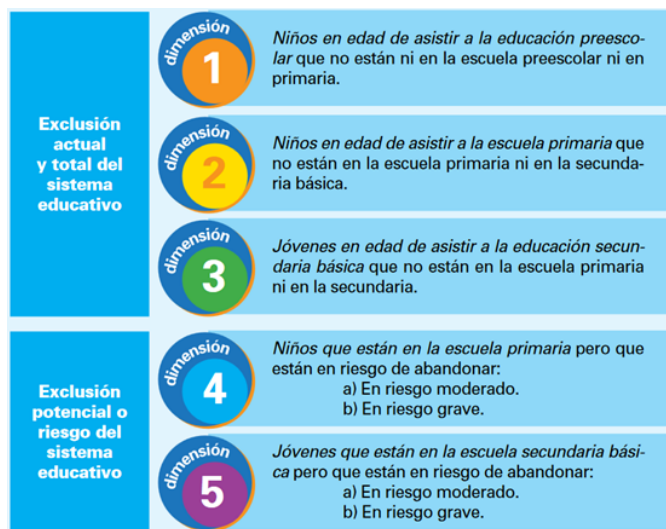 Exclusión
actual
y total del
sistema
educativo
dimensión
1
Niños en edad de asistir a la educación preesco-
lar que no están ni en la escuela preescolar ni en
primaria.
dimensión
2
Niños en edad de asistir a la escuela primaria que
no están en la escuela primaria ni en la secunda-
ria básica.
dimensión
3
Jóvenes en edad de asistir a la educación secun-
daria básica que no están en la escuela primaria
ni en la secundaria.
Exclusión
potencial o
riesgo del
sistema
educativo
dimensión
4
Niños que están en la escuela primaria pero que
están en riesgo de abandonar:
a) En riesgo moderado.
b) En riesgo grave.
dimensión
5
Jóvenes que están en la escuela secundaria bási-
ca pero que están en riesgo de abandonar:
a) En riesgo moderado.
b) En riesgo grave.